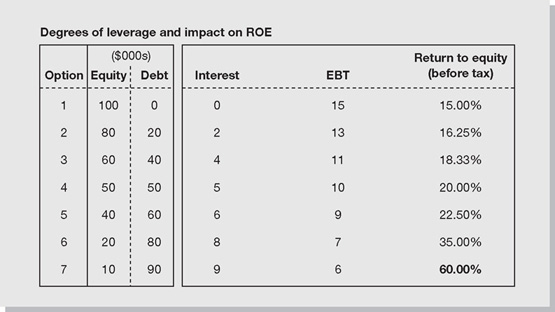 Degrees of leverage and impact on ROE
($000s)
Return to equity
Option Equity Debt Interest EBT (before tax)
1 100 0 0 15 15.00%
2 80 20 2 13 16.25%
3 60 40 4 11 18.33%
4 50 50 5 10 20.00%
5 40 60 6 9 22.50%
6 20 80 8 7 35.00%
7 10 90 9 6 60.00%